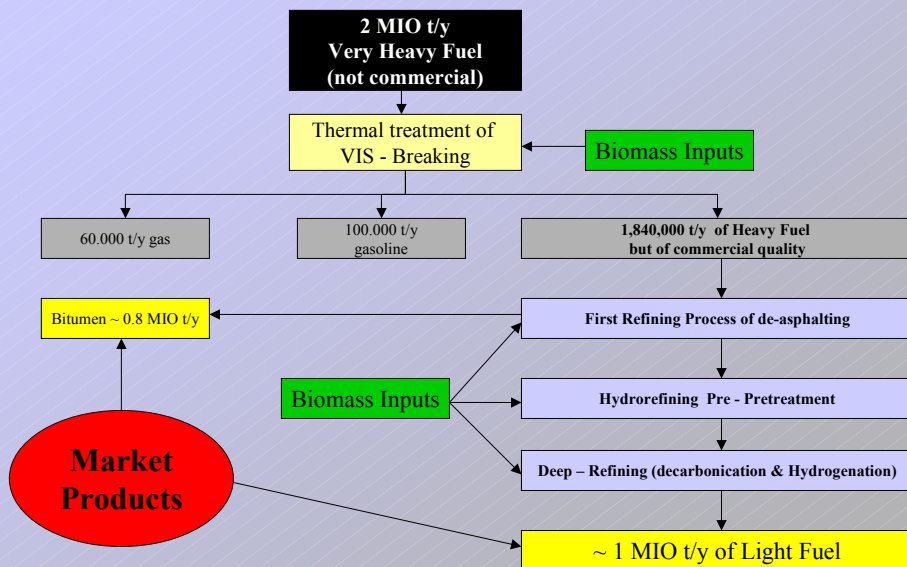 2 MIO t/y
Very Heavy Fuel
(not commercial)
Thermal treatment of
VIS - Breaking
Biomass Inputs
60.000 t/y gas
100.000 t/y
gasoline
1,840,000 t/y of Heavy Fuel
but of commercial quality
Bitumen ~ 0.8 MIO t/y
First Refining Process of de-asphalting
Biomass Inputs
Hydrorefining Pre - Pretreatment
Market
Products
Deep – Refining (decarbonication & Hydrogenation)
~ 1 MIO t/y of Light Fuel